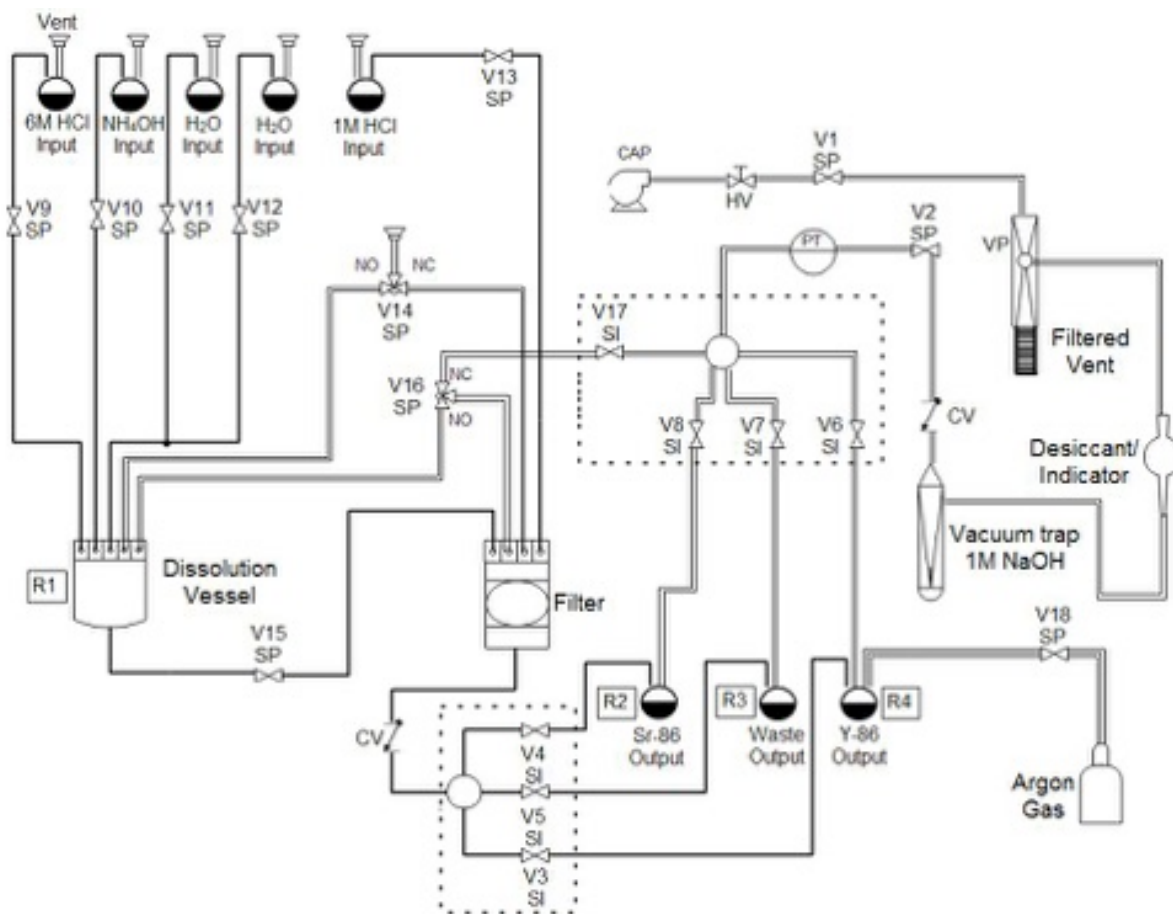 Vent
6M HCl
Input
NH₄OH
Input
H₂O
Input
H₂O
Input
1M HCl
Input
V13
SP
V9
SP
V10
SP
V11
SP
V12
SP
CAP
HV
V1
SP
V2
SP
PT
VP
Filtered
Vent
NO
NC
V14
SP
V17
SI
NC
V16
SP
NO
V8
SI
V7
SI
V6
SI
CV
Desiccant/
Indicator
Vacuum trap
1M NaOH
R1
Dissolution
Vessel
Filter
V15
SP
V18
SP
R2
Sr-86
Output
R3
Waste
Output
R4
Y-86
Output
CV
V4
SI
V5
SI
V3
SI
Argon
Gas